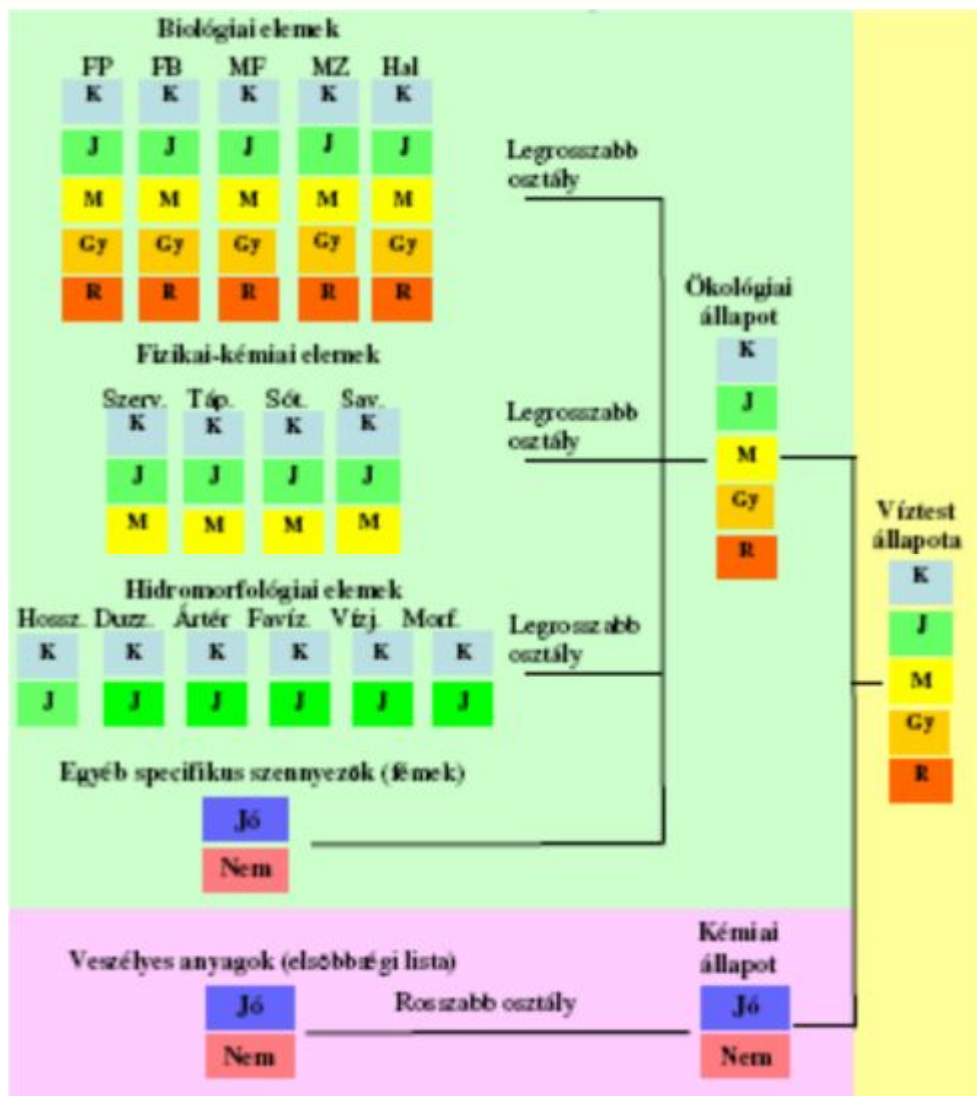 Biológiai elemek
FP FB MF MZ Hal
K K K K K
J J J J J
M M M M M
Gy Gy Gy Gy Gy
R R R R R
Legrosszabb
osztály
Fizikai-kémiai elemek
Szerv. Táp. Sót. Sav.
K K K K
J J J J
M M M M
Legrosszabb
osztály
Hidromorfológiai elemek
Hossz. Duzz. Ártér Favíz. Vízj. Morf.
K K K K K K
J J J J J J
Legrosszabb
osztály
Egyéb specifikus szennyezők (fémek)
Jó
Nem
Ökológiai
állapot
K
J
M
Gy
R
Veszélyes anyagok (elsőbbségi lista)
Jó
Nem
Rosszabb osztály
Kémiai
állapot
Jó
Nem
Víztest
állapota
K
J
M
Gy
R